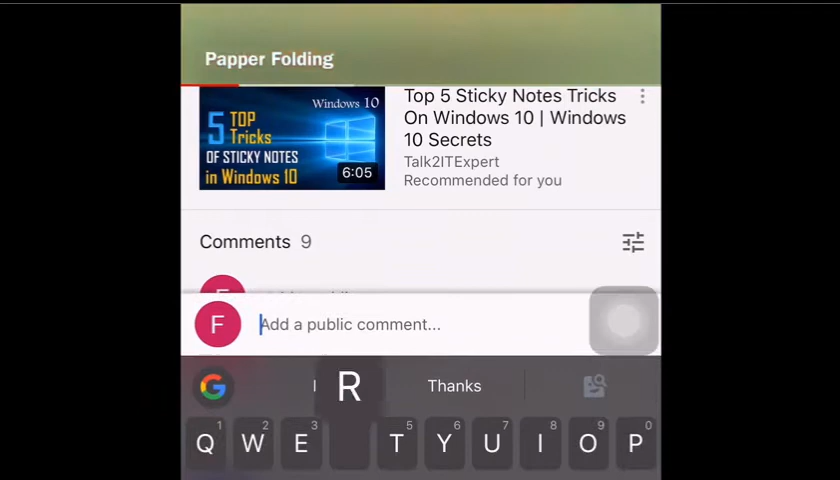 Papper Folding
Windows 10
5 TOP
Tricks
OF STICKY NOTES
in Windows 10
6:05
Top 5 Sticky Notes Tricks
On Windows 10 | Windows
10 Secrets
Talk2ITExpert
Recommended for you
Comments 9
F
F Add a public comment...
G I R Thanks
1 2 3 5 6 7 8 9 0
Q W E T Y U I O P